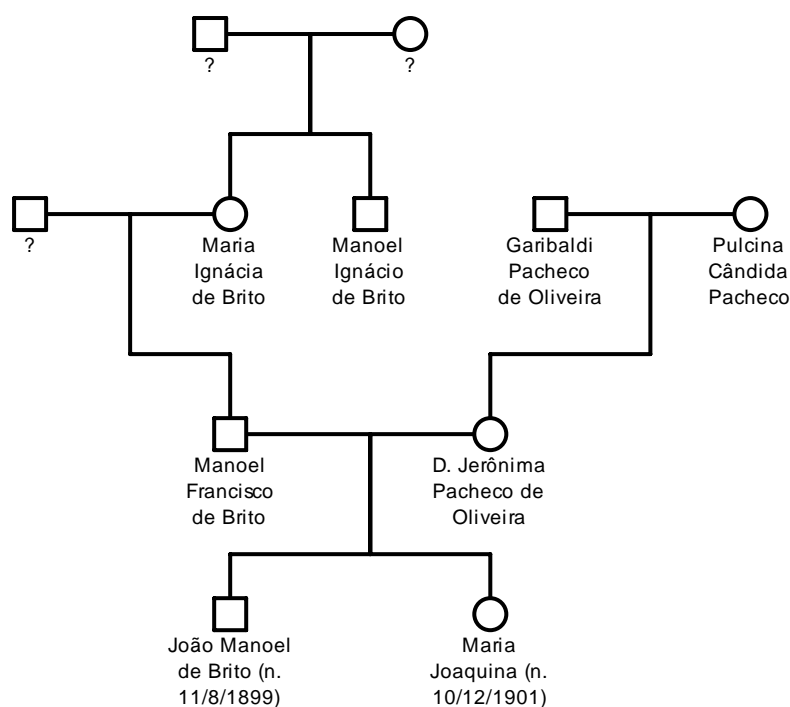 ?
?
?
Maria
Ignácia
de Brito
Manoel
Ignácio
de Brito
Garibaldi
Pacheco
de Oliveira
Pulcina
Cândida
Pacheco
Manoel
Francisco
de Brito
D. Jerônima
Pacheco de
Oliveira
João Manoel
de Brito (n.
11/8/1899)
Maria
Joaquina (n.
10/12/1901)